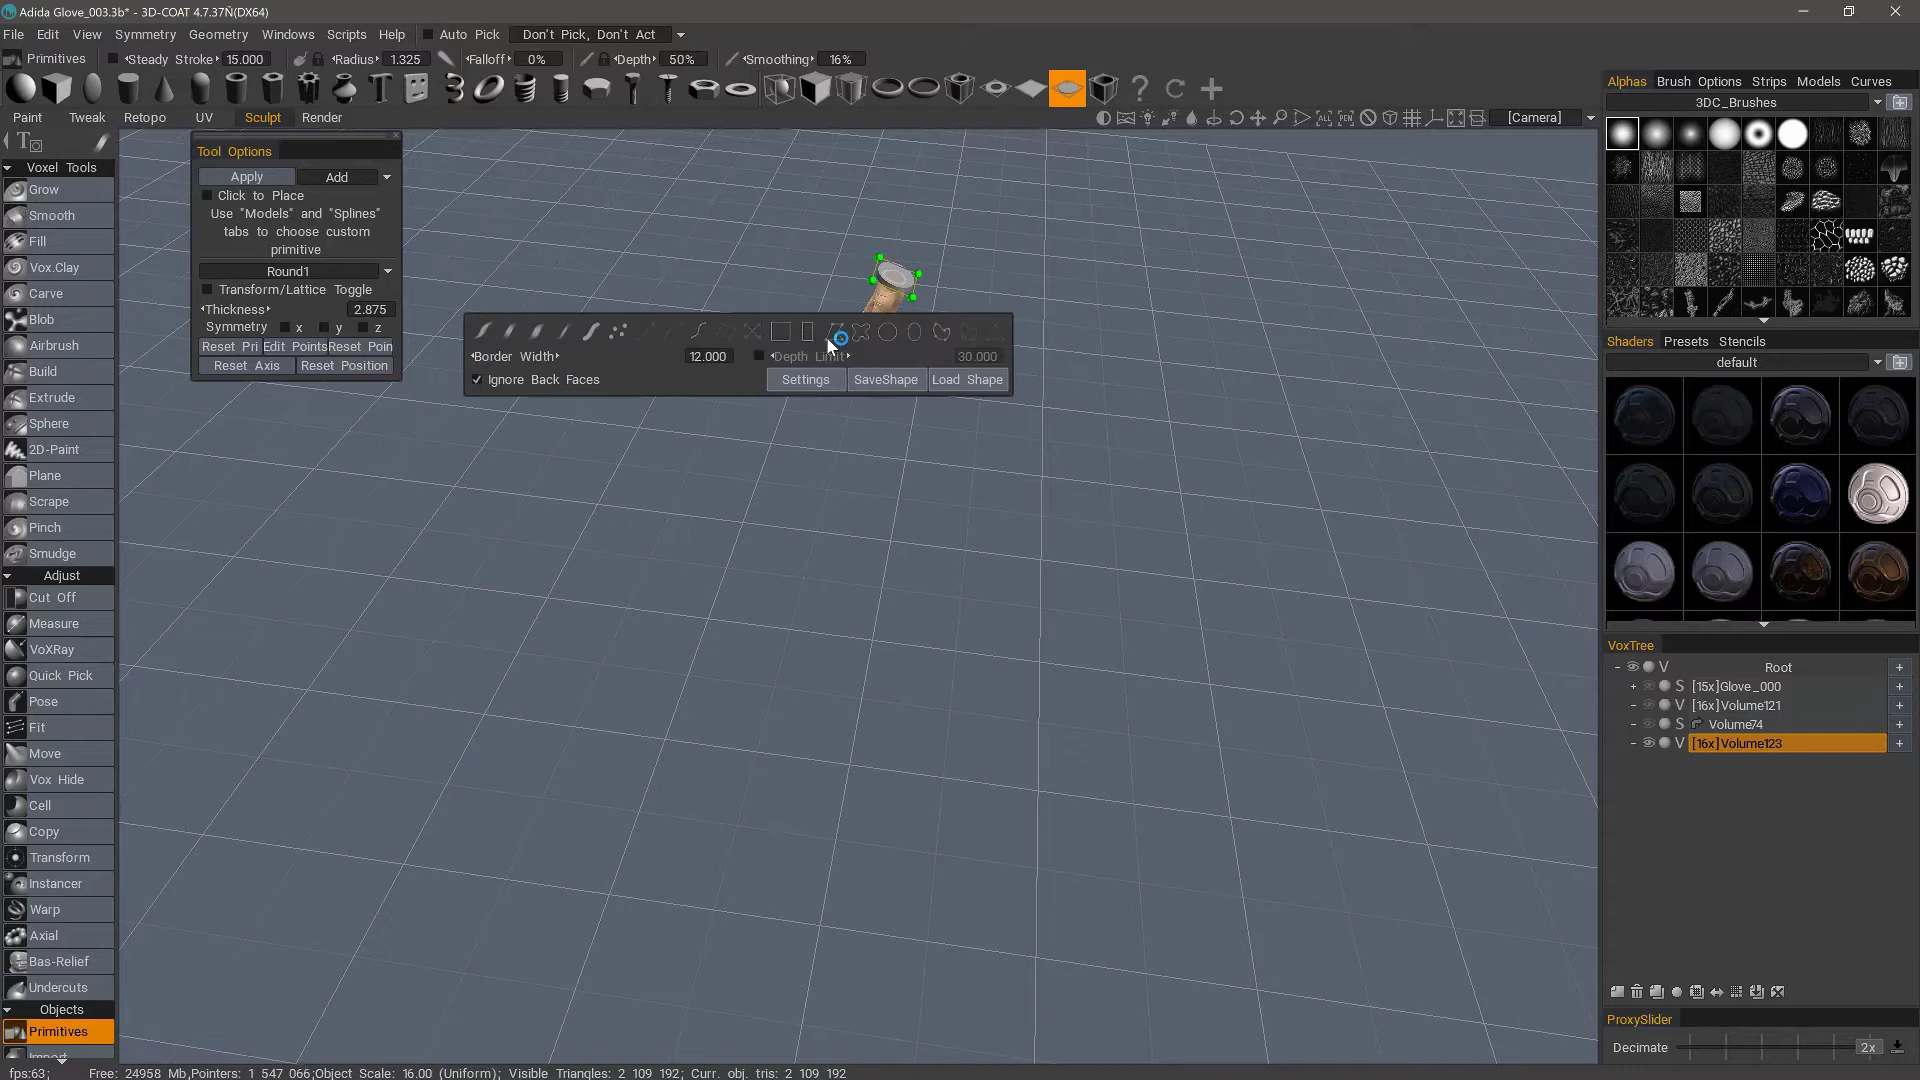 Adida Glove_003.3b* - 3D-COAT 4.7.37Ñ(DX64)
File Edit View Symmetry Geometry Windows Scripts Help Auto Pick Don't Pick, Don't Act
Primitives Steady Stroke 15.000 Radius 1.325 Falloff 0% Depth 50% Smoothing 16%
Paint Tweak Retopo UV Sculpt Render [Camera]
Tool Options
Apply Add
Click to Place
Use "Models" and "Splines"
tabs to choose custom
primitive
Round1
Transform/Lattice Toggle
Thickness 2.875
Symmetry x y z
Reset Pri Edit Points Reset Poin
Reset Axis Reset Position
Border Width 12.000 Depth Limit 30.000
Ignore Back Faces Settings SaveShape Load Shape
Voxel Tools
Grow
Smooth
Fill
Vox.Clay
Carve
Blob
Airbrush
Build
Extrude
Sphere
2D-Paint
Plane
Scrape
Pinch
Smudge
Adjust
Cut Off
Measure
VoXRay
Quick Pick
Pose
Fit
Move
Vox Hide
Cell
Copy
Transform
Instancer
Warp
Axial
Bas-Relief
Undercuts
Objects
Primitives
Import
Alphas Brush Options Strips Models Curves
3DC_Brushes
Shaders Presets Stencils
default
VoxTree
V Root
S [15x]Glove_000
V [16x]Volume121
S Volume74
V [16x]Volume123
ProxySlider
Decimate 2x
fps:63; Free: 24958 Mb,Pointers: 1 547 066;Object Scale: 16.00 (Uniform); Visible Triangles: 2 109 192; Curr. obj. tris: 2 109 192